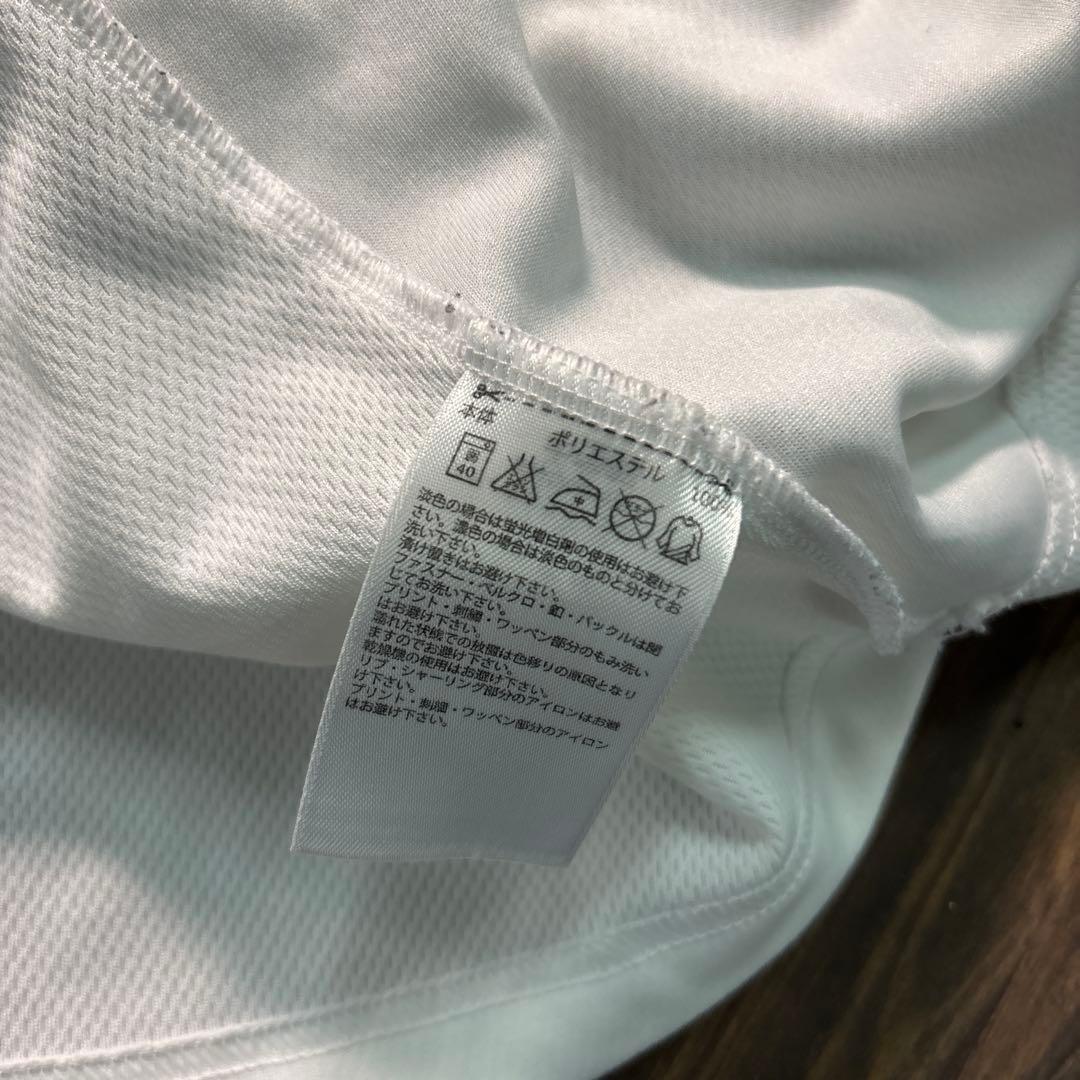 本体
ポリエステル 100%
40
中
淡色の場合は蛍光増白剤の使用はお避け下
さい。濃色の場合は淡色のものと分けてお
洗い下さい。
漬け置きはお避け下さい。
ファスナー・ベルクロ・釦・バックルは閉
じてお洗い下さい。
プリント・刺繍・ワッペン部分のもみ洗い
はお避け下さい。
濡れた状態での放置は色移りの原因となり
ますのでお避け下さい。
乾燥機の使用はお避け下さい。
リブ・シャーリング部分のアイロンはお避
け下さい。
プリント・刺繍・ワッペン部分のアイロン
はお避け下さい。